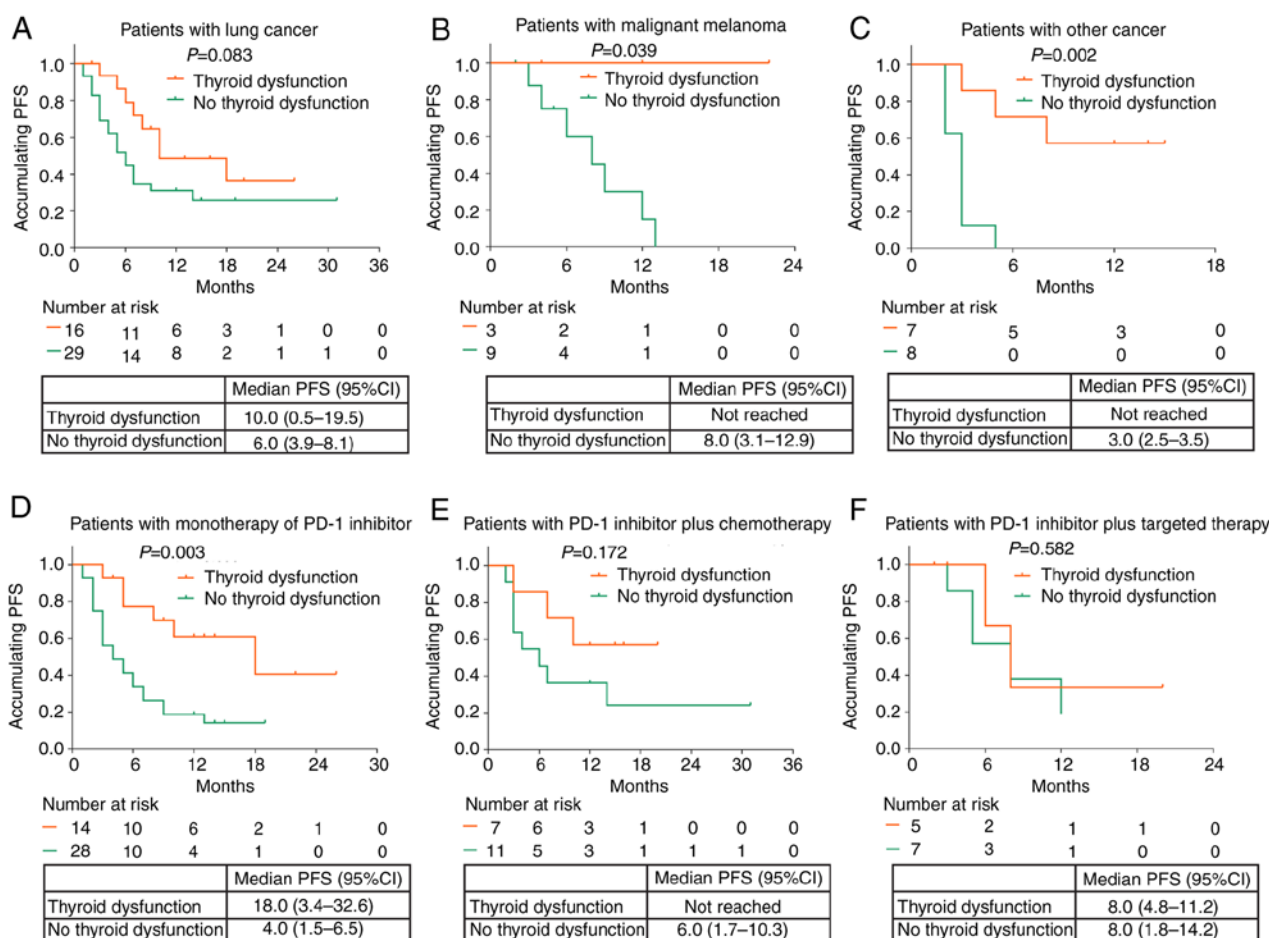 A
Patients with lung cancer
P=0.083
Thyroid dysfunction
No thyroid dysfunction
Accumulating PFS
1.0
0.8
0.6
0.4
0.2
0.0
0 6 12 18 24 30 36
Months
Number at risk
16 11 6 3 1 0 0
29 14 8 2 1 1 0
Median PFS (95%CI)
Thyroid dysfunction 10.0 (0.5–19.5)
No thyroid dysfunction 6.0 (3.9–8.1)
B
Patients with malignant melanoma
P=0.039
Thyroid dysfunction
No thyroid dysfunction
Accumulating PFS
1.0
0.8
0.6
0.4
0.2
0.0
0 6 12 18 24
Months
Number at risk
3 2 1 0 0
9 4 1 0 0
Median PFS (95%CI)
Thyroid dysfunction Not reached
No thyroid dysfunction 8.0 (3.1–12.9)
C
Patients with other cancer
P=0.002
Thyroid dysfunction
No thyroid dysfunction
Accumulating PFS
1.0
0.8
0.6
0.4
0.2
0.0
0 6 12 18
Months
Number at risk
7 5 3 0
8 0 0 0
Median PFS (95%CI)
Thyroid dysfunction Not reached
No thyroid dysfunction 3.0 (2.5–3.5)
D
Patients with monotherapy of PD-1 inhibitor
P=0.003
Thyroid dysfunction
No thyroid dysfunction
Accumulating PFS
1.0
0.8
0.6
0.4
0.2
0.0
0 6 12 18 24 30
Months
Number at risk
14 10 6 2 1 0
28 10 4 1 0 0
Median PFS (95%CI)
Thyroid dysfunction 18.0 (3.4–32.6)
No thyroid dysfunction 4.0 (1.5–6.5)
E
Patients with PD-1 inhibitor plus chemotherapy
P=0.172
Thyroid dysfunction
No thyroid dysfunction
Accumulating PFS
1.0
0.8
0.6
0.4
0.2
0.0
0 6 12 18 24 30 36
Months
Number at risk
7 6 3 1 0 0 0
11 5 3 1 1 1 0
Median PFS (95%CI)
Thyroid dysfunction Not reached
No thyroid dysfunction 6.0 (1.7–10.3)
F
Patients with PD-1 inhibitor plus targeted therapy
P=0.582
Thyroid dysfunction
No thyroid dysfunction
Accumulating PFS
1.0
0.8
0.6
0.4
0.2
0.0
0 6 12 18 24
Months
Number at risk
5 2 1 1 0
7 3 1 0 0
Median PFS (95%CI)
Thyroid dysfunction 8.0 (4.8–11.2)
No thyroid dysfunction 8.0 (1.8–14.2)